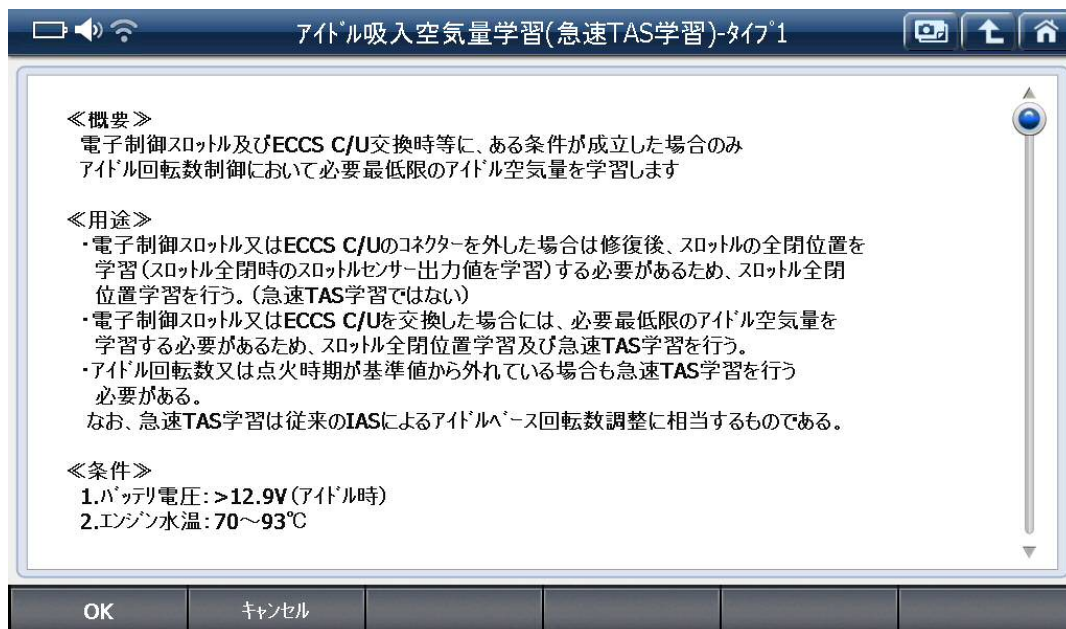 ｱｲﾄﾞﾙ吸入空気量学習(急速TAS学習)-ﾀｲﾌﾟ1
≪概要≫
電子制御ｽﾛｯﾄﾙ及びECCS C/U交換時等に、ある条件が成立した場合のみ
ｱｲﾄﾞﾙ回転数制御において必要最低限のｱｲﾄﾞﾙ空気量を学習します
≪用途≫
・電子制御ｽﾛｯﾄﾙ又はECCS C/Uのｺﾈｸﾀｰを外した場合は修復後、ｽﾛｯﾄﾙの全閉位置を
学習(ｽﾛｯﾄﾙ全閉時のｽﾛｯﾄﾙｾﾝｻｰ出力値を学習)する必要があるため、ｽﾛｯﾄﾙ全閉
位置学習を行う。(急速TAS学習ではない)
・電子制御ｽﾛｯﾄﾙ又はECCS C/Uを交換した場合には、必要最低限のｱｲﾄﾞﾙ空気量を
学習する必要があるため、ｽﾛｯﾄﾙ全閉位置学習及び急速TAS学習を行う。
・ｱｲﾄﾞﾙ回転数又は点火時期が基準値から外れている場合も急速TAS学習を行う
必要がある。
なお、急速TAS学習は従来のIASによるｱｲﾄﾞﾙﾍﾞｰｽ回転数調整に相当するものである。
≪条件≫
1.ﾊﾞｯﾃﾘ電圧:>12.9V(ｱｲﾄﾞﾙ時)
2.ｴﾝｼﾞﾝ水温:70～93℃
OK ｷｬﾝｾﾙ